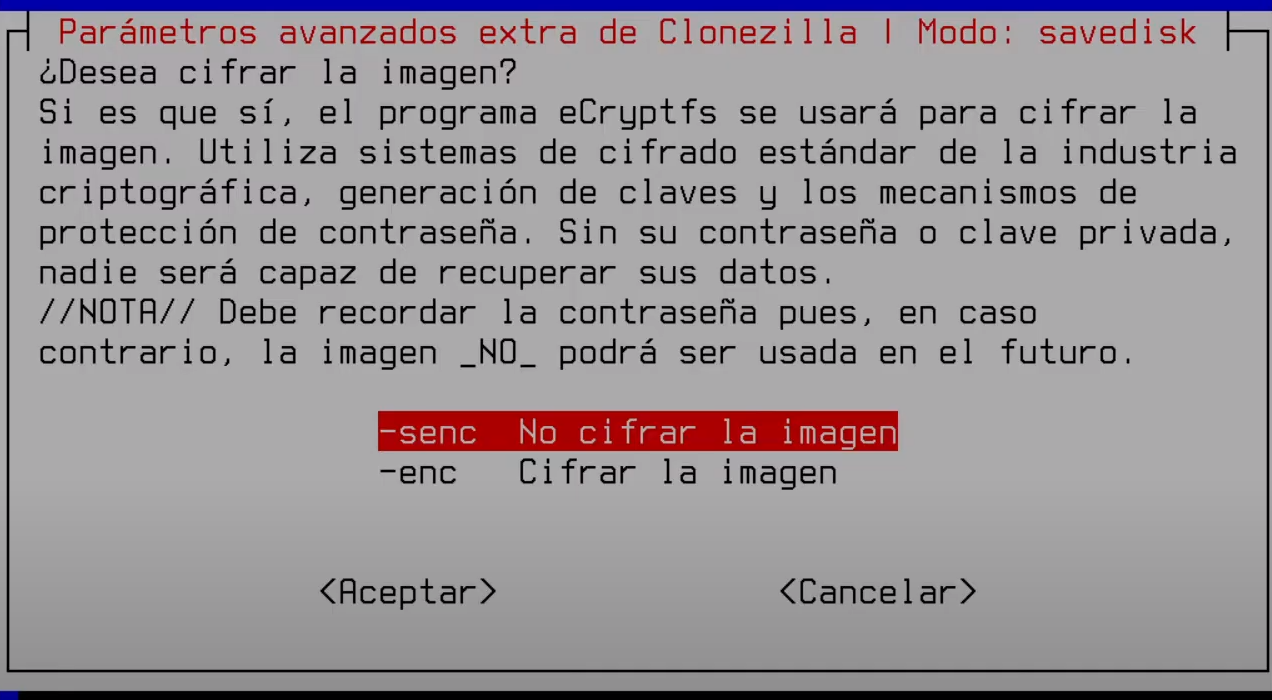 Parámetros avanzados extra de Clonezilla | Modo: savedisk
¿Desea cifrar la imagen?
Si es que sí, el programa eCryptfs se usará para cifrar la
imagen. Utiliza sistemas de cifrado estándar de la industria
criptográfica, generación de claves y los mecanismos de
protección de contraseña. Sin su contraseña o clave privada,
nadie será capaz de recuperar sus datos.
//NOTA// Debe recordar la contraseña pues, en caso
contrario, la imagen _NO_ podrá ser usada en el futuro.
-senc No cifrar la imagen
-enc Cifrar la imagen
<Aceptar> <Cancelar>